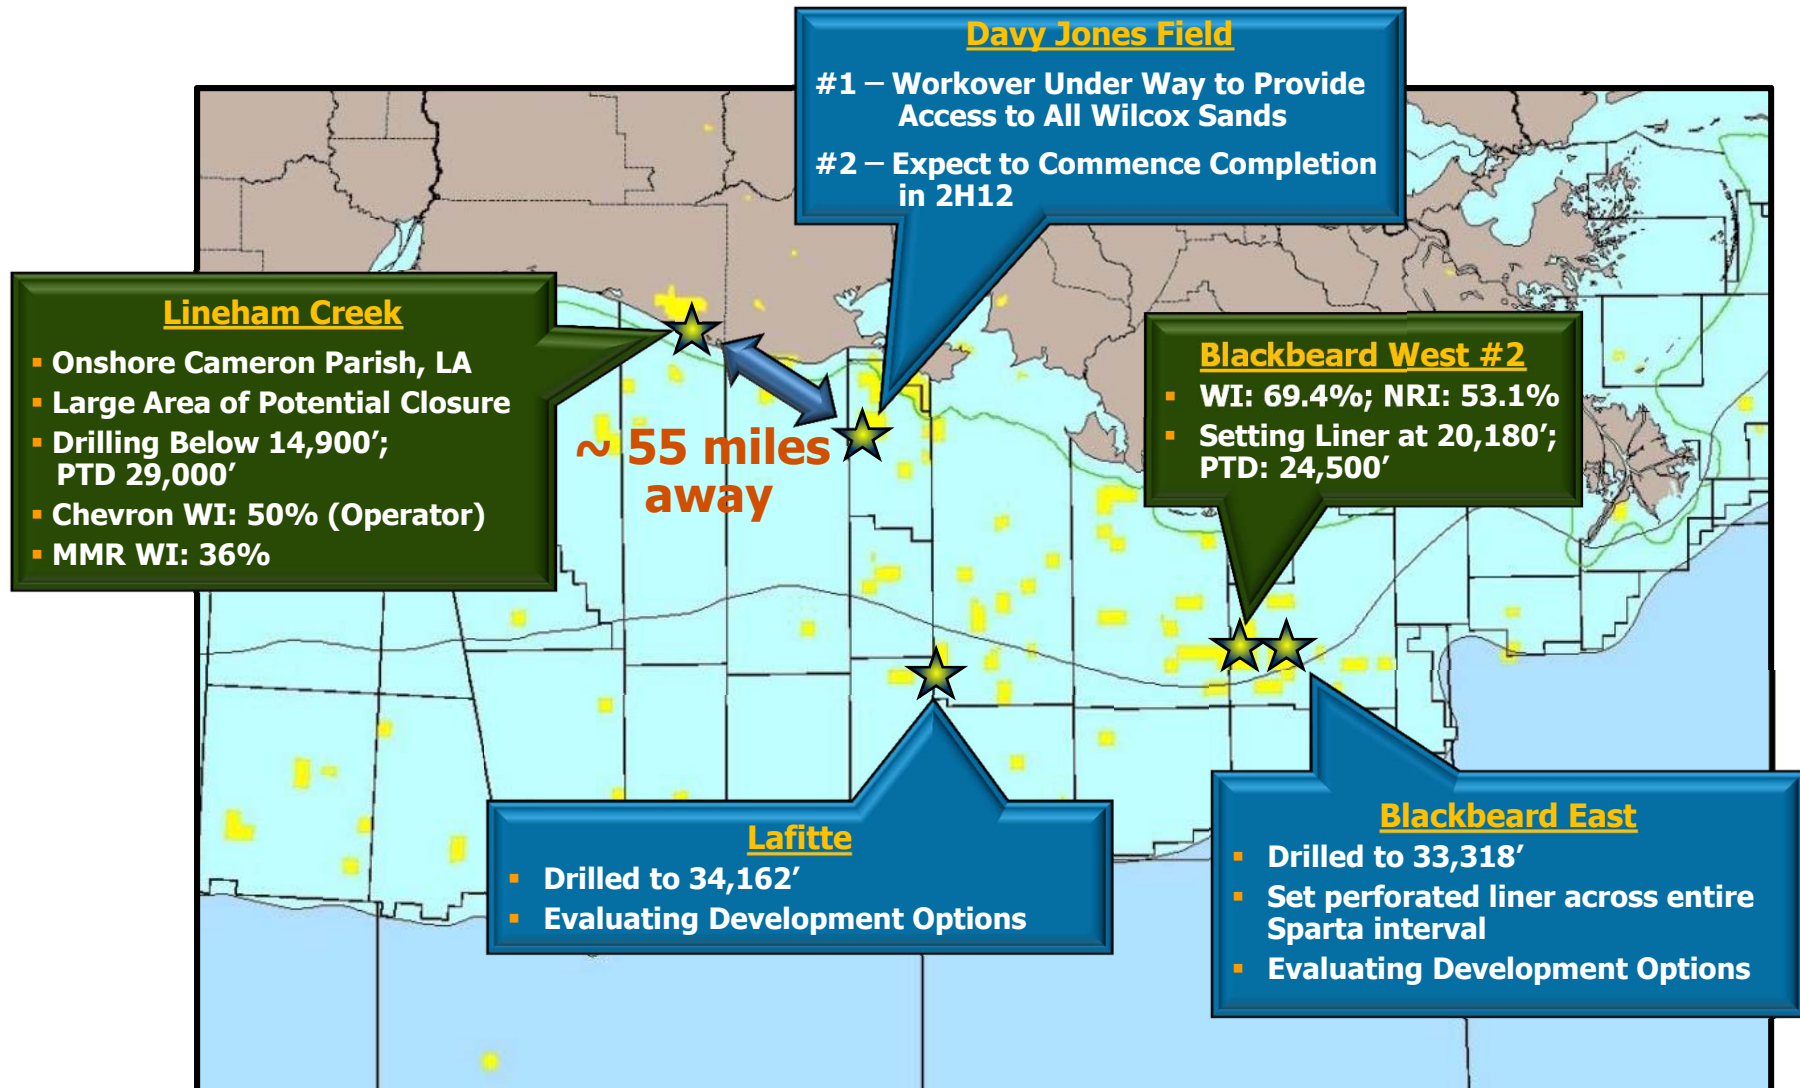 Davy Jones Field
#1 – Workover Under Way to Provide
Access to All Wilcox Sands
#2 – Expect to Commence Completion
in 2H12
Lineham Creek
▪ Onshore Cameron Parish, LA
▪ Large Area of Potential Closure
▪ Drilling Below 14,900’;
PTD 29,000’
▪ Chevron WI: 50% (Operator)
▪ MMR WI: 36%
~ 55 miles
away
Blackbeard West #2
▪ WI: 69.4%; NRI: 53.1%
▪ Setting Liner at 20,180’;
PTD: 24,500’
Lafitte
▪ Drilled to 34,162’
▪ Evaluating Development Options
Blackbeard East
▪ Drilled to 33,318’
▪ Set perforated liner across entire
Sparta interval
▪ Evaluating Development Options